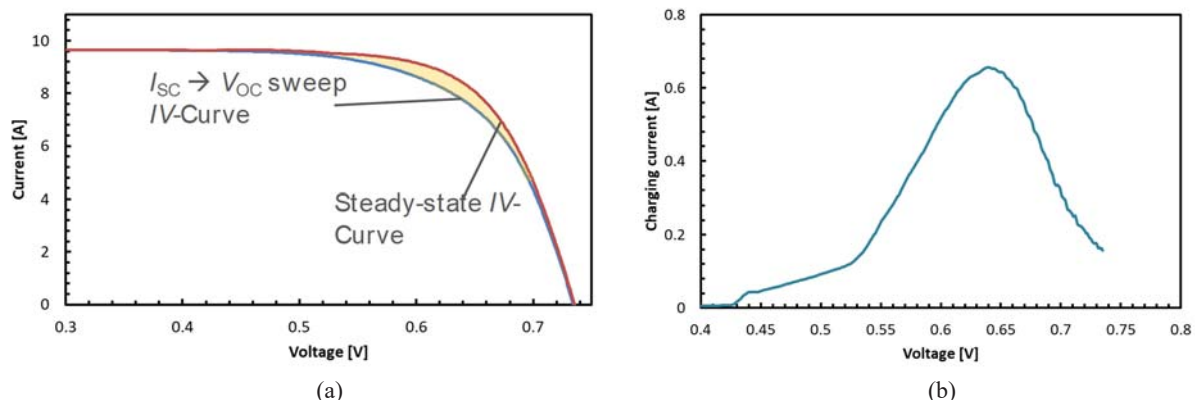 10
8
6
4
2
0
Current [A]
I_SC → V_OC sweep
IV-Curve
Steady-state IV-
Curve
0.3 0.4 0.5 0.6 0.7
Voltage [V]
(a)
0.8
0.6
0.4
0.2
0
Charging current [A]
0.4 0.45 0.5 0.55 0.6 0.65 0.7 0.75 0.8
Voltage [V]
(b)